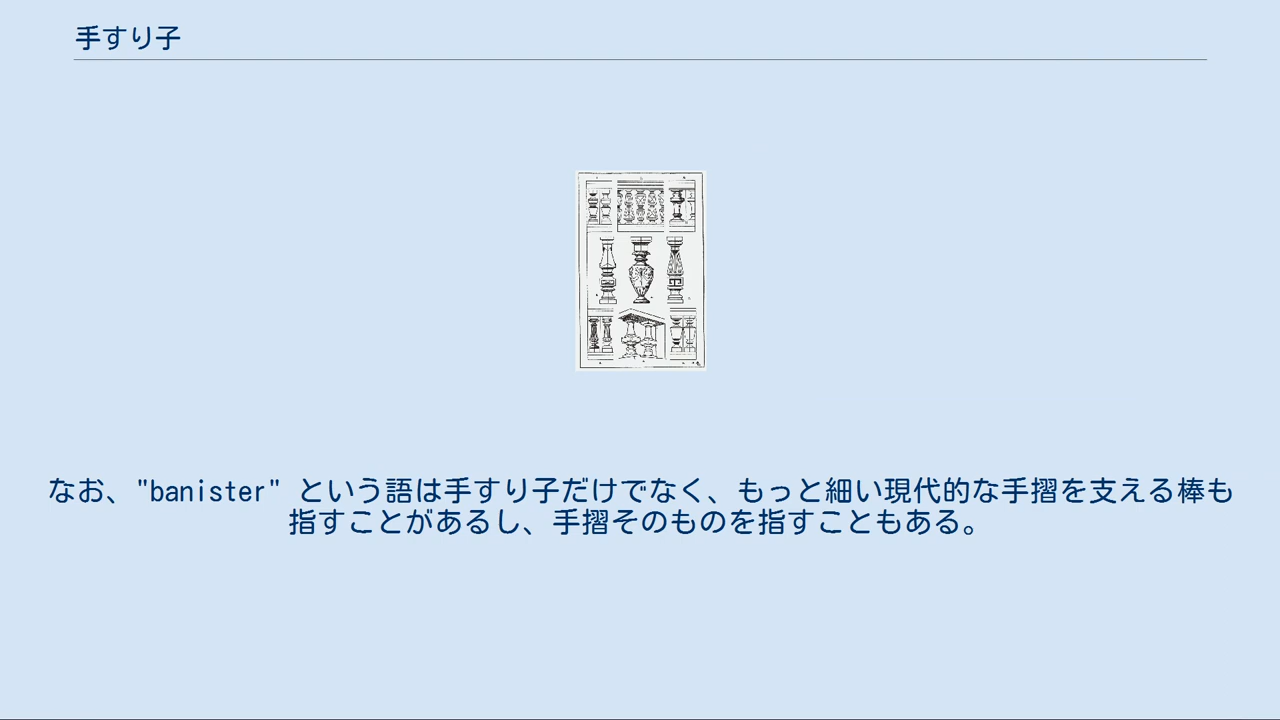 手すり子
なお、"banister" という語は手すり子だけでなく、もっと細い現代的な手摺を支える棒も
指すことがあるし、手摺そのものを指すこともある。